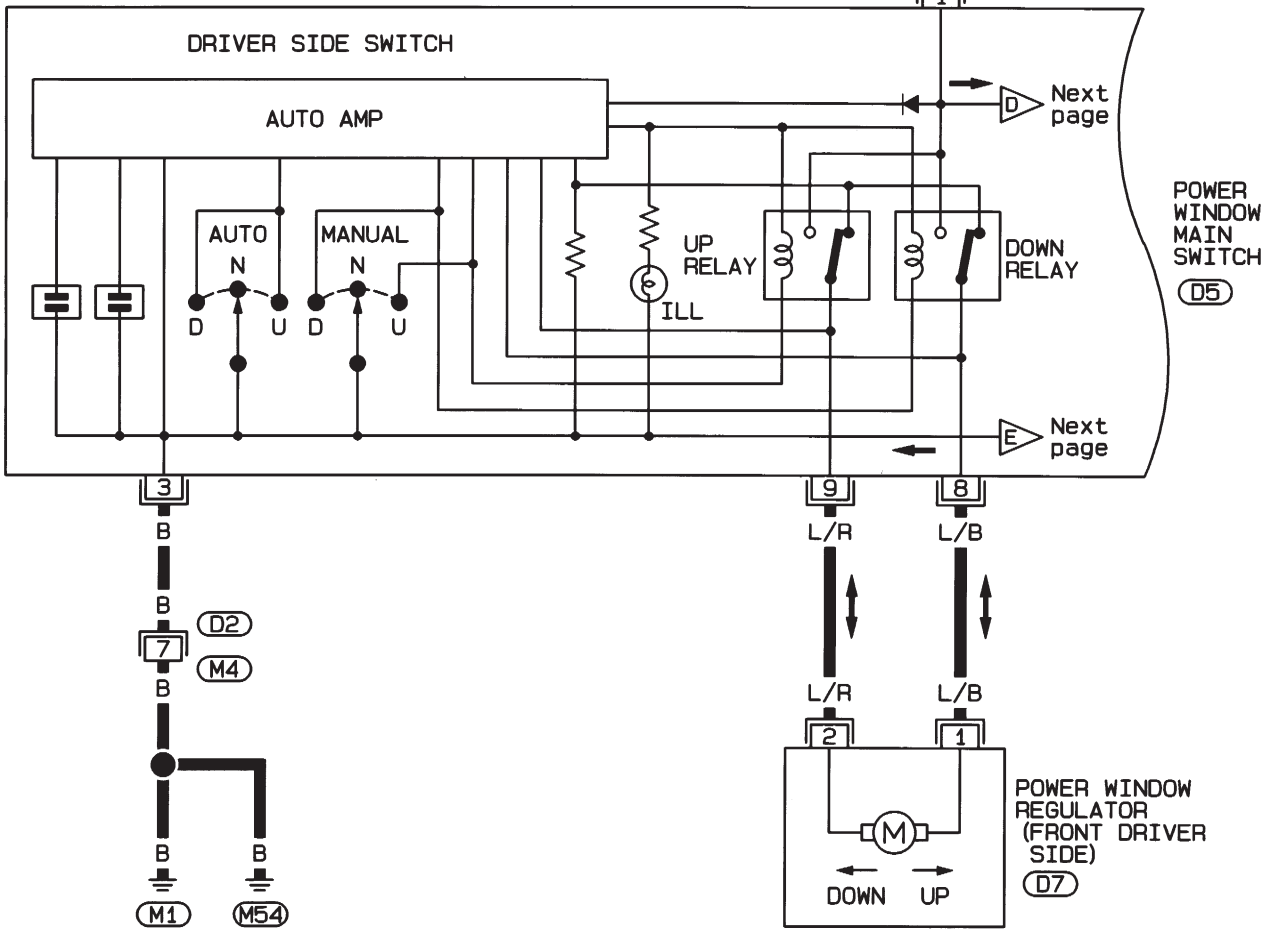 1
DRIVER SIDE SWITCH
AUTO AMP
D
Next
page
POWER
WINDOW
MAIN
SWITCH
D5
AUTO
MANUAL
N
N
D
U
D
U
UP
RELAY
ILL
DOWN
RELAY
E
Next
page
3
9
8
B
L/R
L/B
B
D2
7
M4
B
L/R
L/B
2
1
M
POWER WINDOW
REGULATOR
(FRONT DRIVER
SIDE)
D7
DOWN
UP
B
B
M1
M54